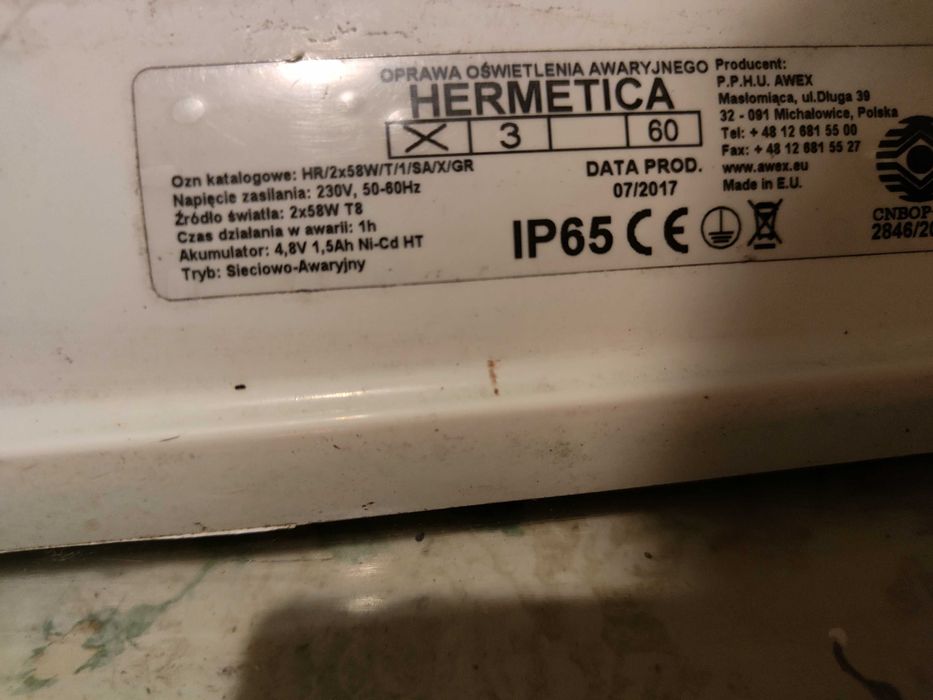 OPRAWA OŚWIETLENIA AWARYJNEGO
HERMETICA
X 3 60
Ozn katalogowe: HR/2x58W/T/1/SA/X/GR
Napięcie zasilania: 230V, 50-60Hz
Źródło światła: 2x58W T8
Czas działania w awarii: 1h
Akumulator: 4,8V 1,5Ah Ni-Cd HT
Tryb: Sieciowo-Awaryjny
DATA PROD.
07/2017
IP65 CE
Producent:
P.P.H.U. AWEX
Masłomiąca, ul.Długa 39
32 - 091 Michałowice, Polska
Tel: + 48 12 681 55 00
Fax: + 48 12 681 55 27
www.awex.eu
Made in E.U.
CNBOP-
2846/20